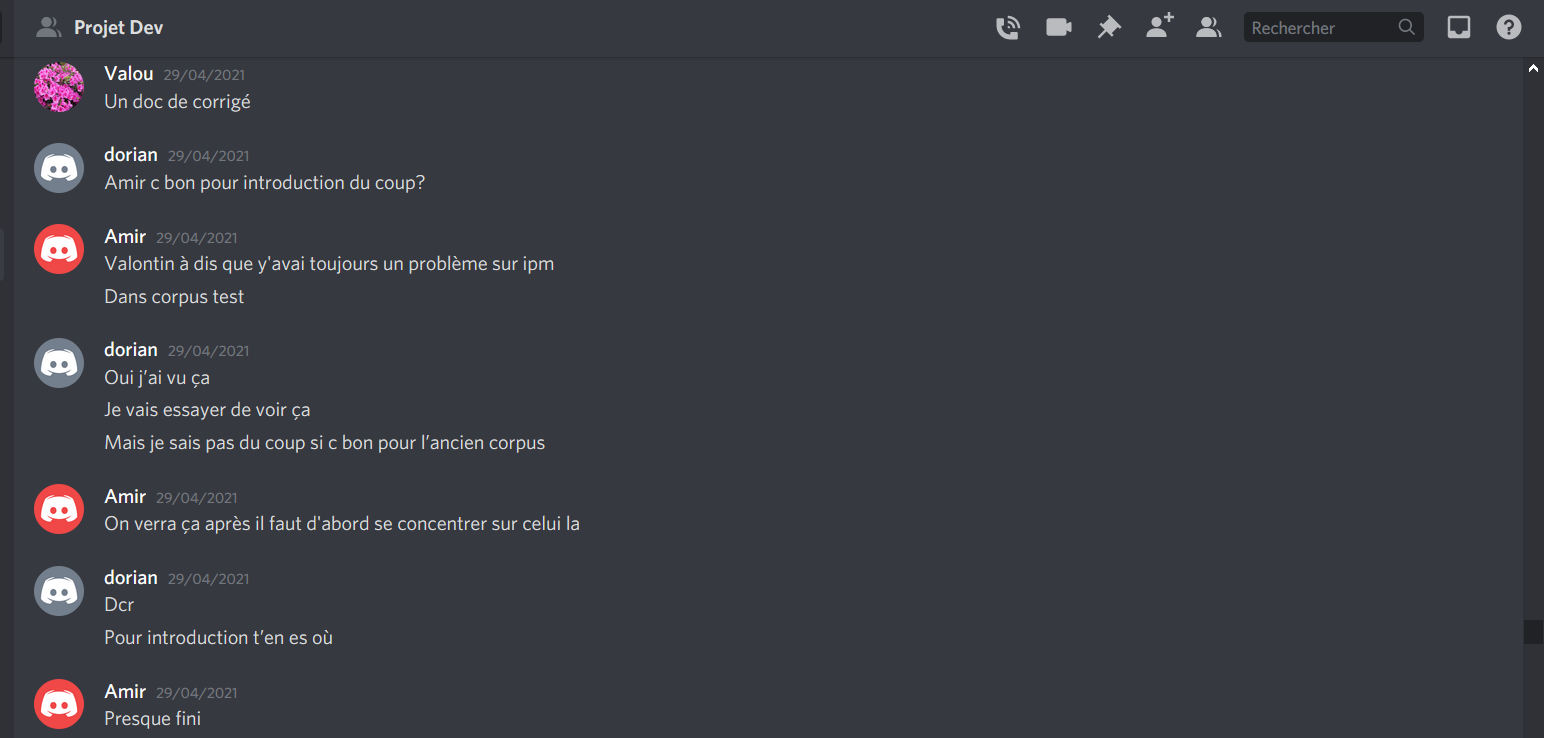 Projet Dev
Rechercher
Valou 29/04/2021
Un doc de corrigé
dorian 29/04/2021
Amir c bon pour introduction du coup?
Amir 29/04/2021
Valontin à dis que y'avai toujours un problème sur ipm
Dans corpus test
dorian 29/04/2021
Oui j’ai vu ça
Je vais essayer de voir ça
Mais je sais pas du coup si c bon pour l’ancien corpus
Amir 29/04/2021
On verra ça après il faut d'abord se concentrer sur celui la
dorian 29/04/2021
Dcr
Pour introduction t’en es où
Amir 29/04/2021
Presque fini